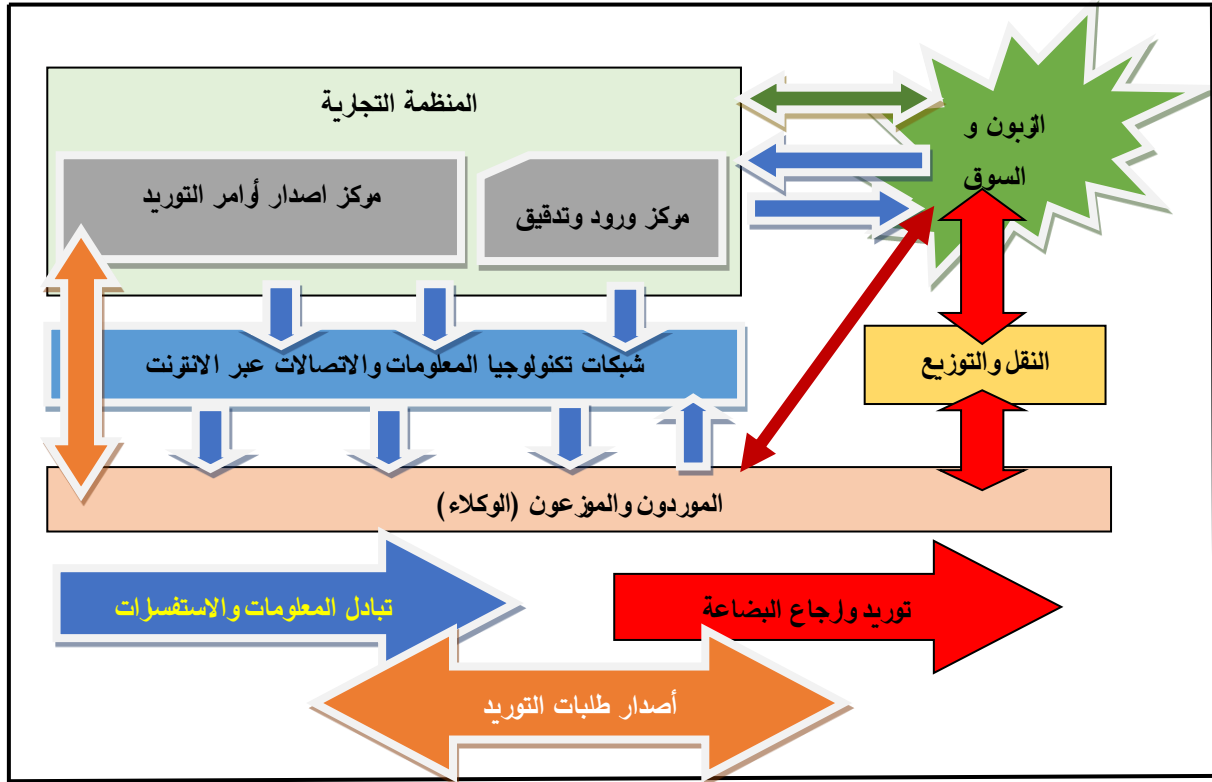 المنظمة التجارية
الزبون و
السوق
مركز اصدار أوامر التوريد
مركز ورود وتدقيق
شبكات تكنولوجيا المعلومات والاتصالات عبر الانترنت
النقل والتوزيع
الموردون والموزعون (الوكلاء)
تبادل المعلومات والاستفسارات
توريد وارجاع البضاعة
أصدار طلبات التوريد